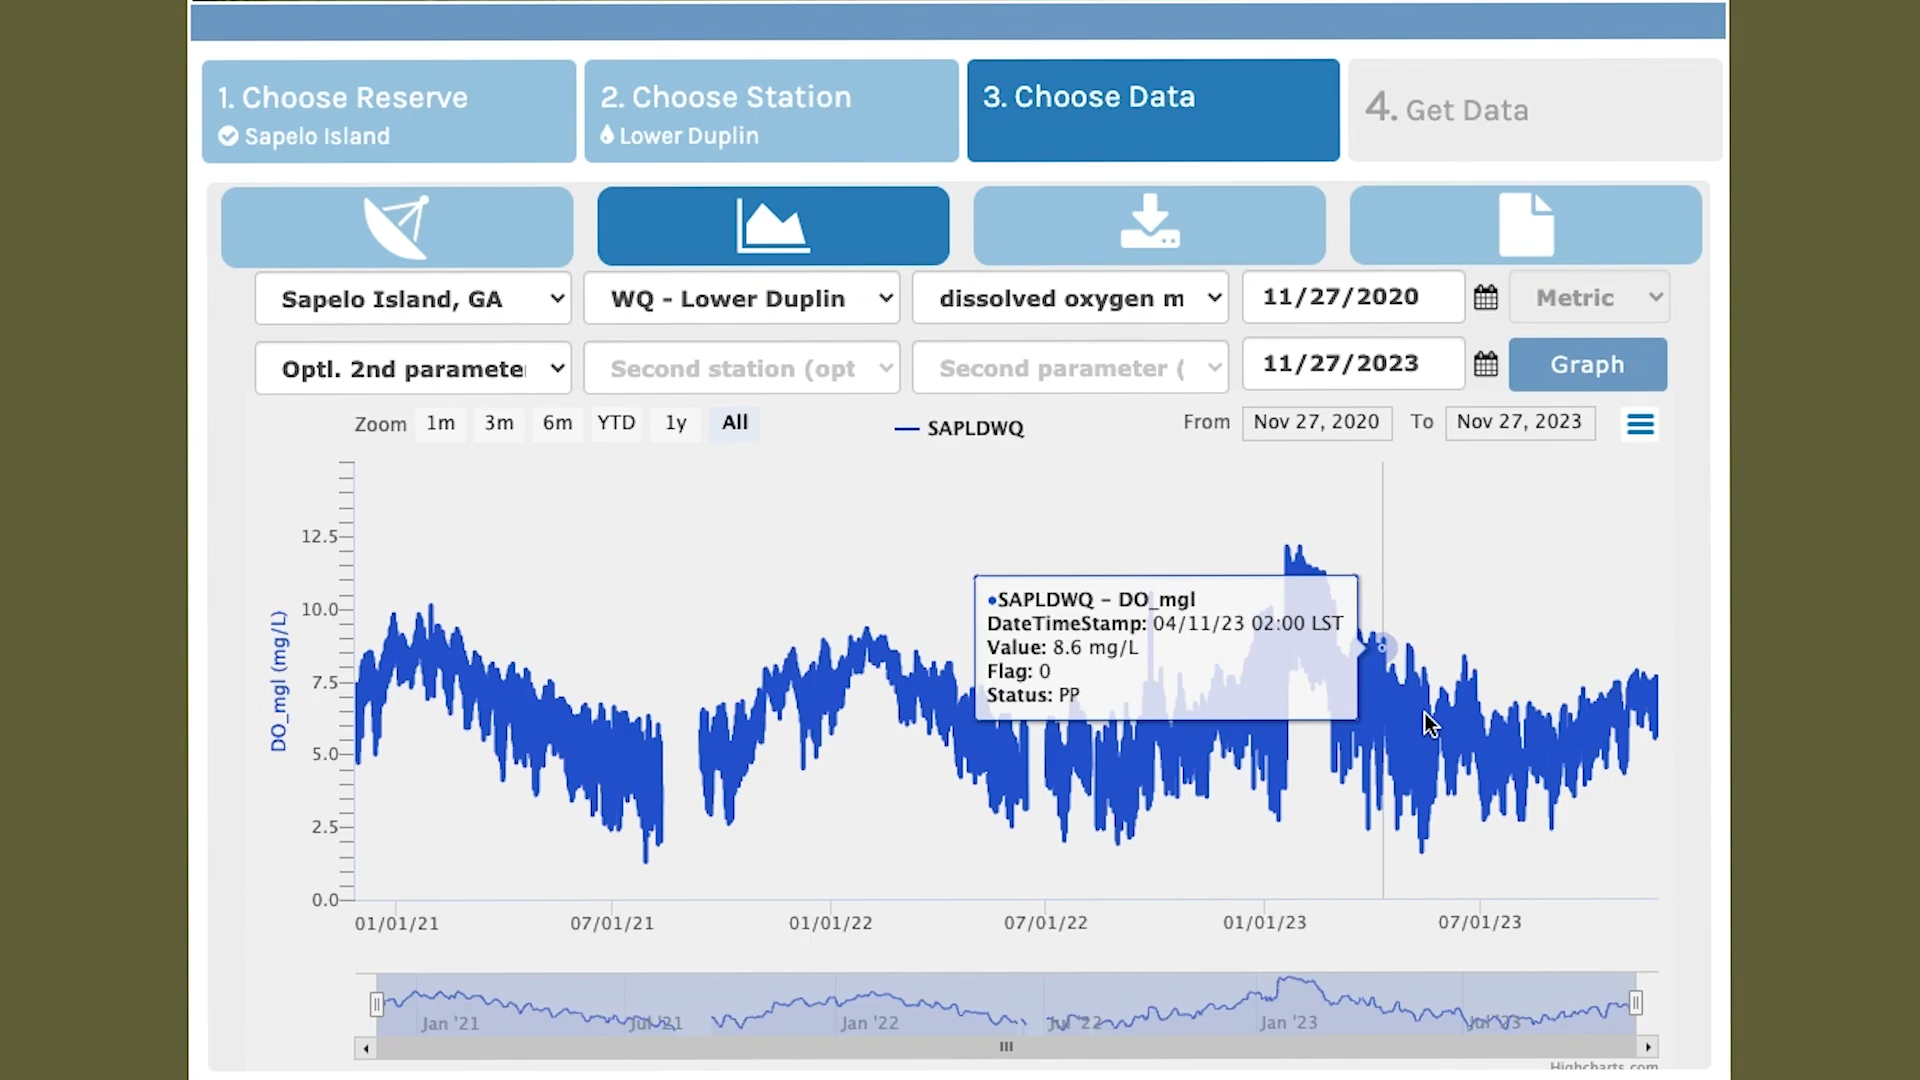 1. Choose Reserve
Sapelo Island
2. Choose Station
Lower Duplin
3. Choose Data
4. Get Data
Sapelo Island, GA
WQ - Lower Duplin
dissolved oxygen m
11/27/2020
Metric
Optl. 2nd paramete
Second station (opt
Second parameter (
11/27/2023
Graph
Zoom 1m 3m 6m YTD 1y All
SAPLDWQ
From Nov 27, 2020 To Nov 27, 2023
DO_mgl (mg/L)
12.5
10.0
7.5
5.0
2.5
0.0
SAPLDWQ - DO_mgl
DateTimeStamp: 04/11/23 02:00 LST
Value: 8.6 mg/L
Flag: 0
Status: PP
01/01/21 07/01/21 01/01/22 07/01/22 01/01/23 07/01/23
Jan '21 Jul '21 Jan '22 Jul '22 Jan '23 Jul '23
Highcharts.com